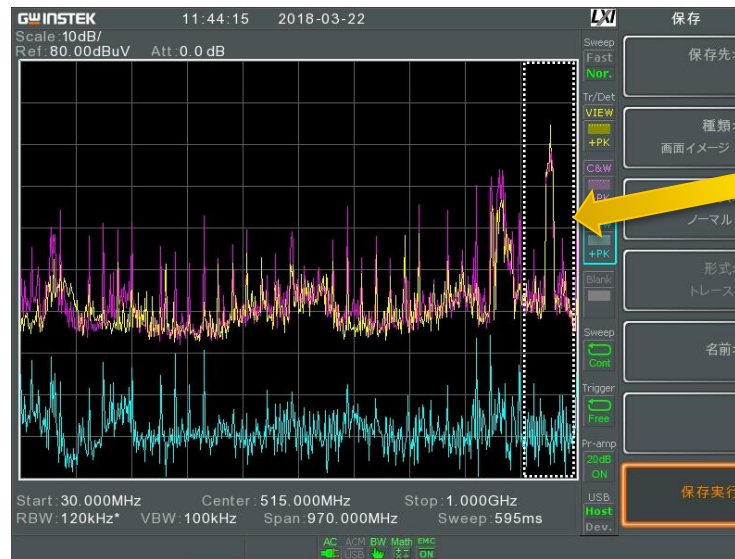 GWINSTEK 11:44:15 2018-03-22 LXI 保存
Scale:10dB/
Ref:80.00dBuV Att:0.0 dB
Sweep
Fast
Nor.
保存先>
Tr/Det
VIEW
+PK
種類>
画面イメージ
C&W
ノーマル
+PK
Blank
形式>
トレース
Sweep
Cont
名前>
Trigger
Free
Pr-amp
20dB
ON
Start:30.000MHz Center:515.000MHz Stop:1.000GHz
RBW:120kHz* VBW:100kHz Span:970.000MHz Sweep:595ms
USB
Host
Dev.
保存実行
AC ACM BW Math EMC
USB ON